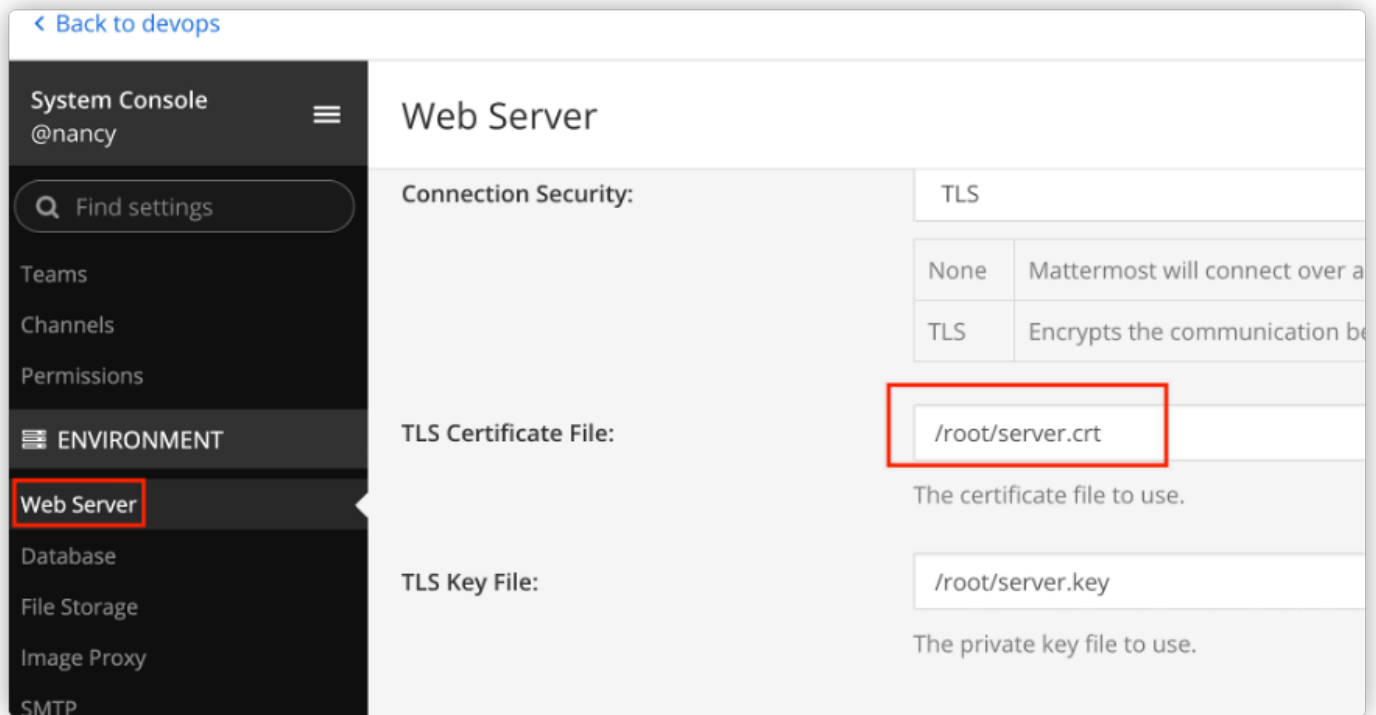 Back to devops
System Console
@nancy
Find settings
Teams
Channels
Permissions
ENVIRONMENT
Web Server
Database
File Storage
Image Proxy
SMTP
Web Server
Connection Security:
TLS
None Mattermost will connect over a
TLS Encrypts the communication be
TLS Certificate File:
/root/server.crt
The certificate file to use.
TLS Key File:
/root/server.key
The private key file to use.